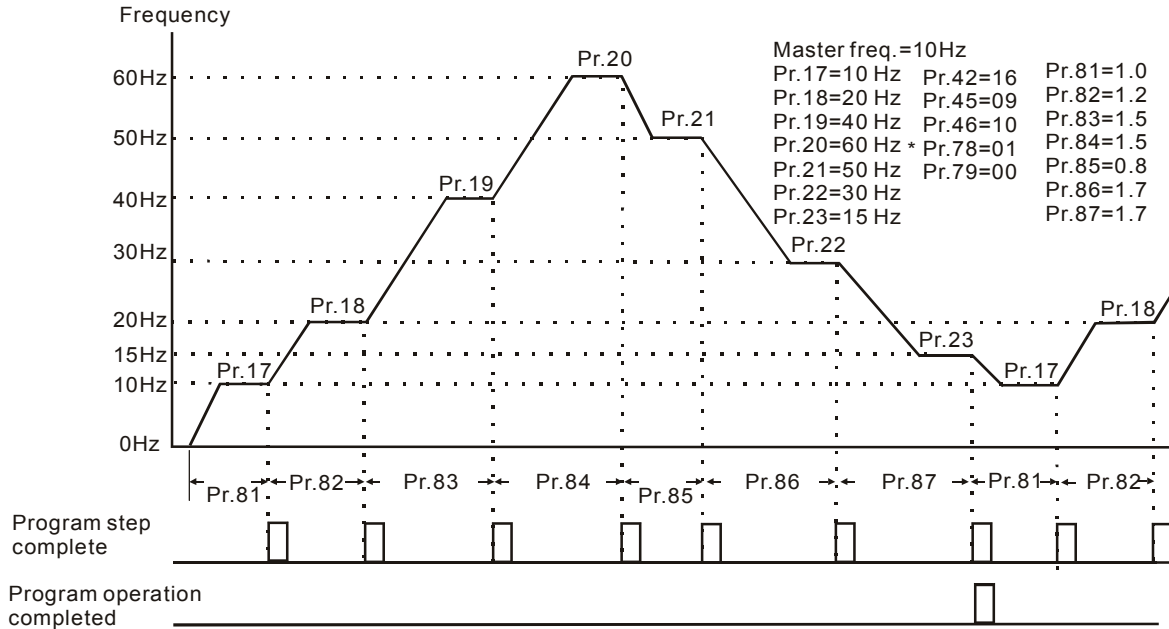 Frequency
Master freq.=10Hz
Pr.17=10 Hz
Pr.18=20 Hz
Pr.19=40 Hz
Pr.20=60 Hz
Pr.21=50 Hz
Pr.22=30 Hz
Pr.23=15 Hz
Pr.42=16
Pr.45=09
Pr.46=10
* Pr.78=01
Pr.79=00
Pr.81=1.0
Pr.82=1.2
Pr.83=1.5
Pr.84=1.5
Pr.85=0.8
Pr.86=1.7
Pr.87=1.7
60Hz
50Hz
40Hz
30Hz
20Hz
15Hz
10Hz
0Hz
Pr.17
Pr.18
Pr.19
Pr.20
Pr.21
Pr.22
Pr.23
Pr.17
Pr.18
Pr.81
Pr.82
Pr.83
Pr.84
Pr.85
Pr.86
Pr.87
Pr.81
Pr.82
Program step
complete
Program operation
completed